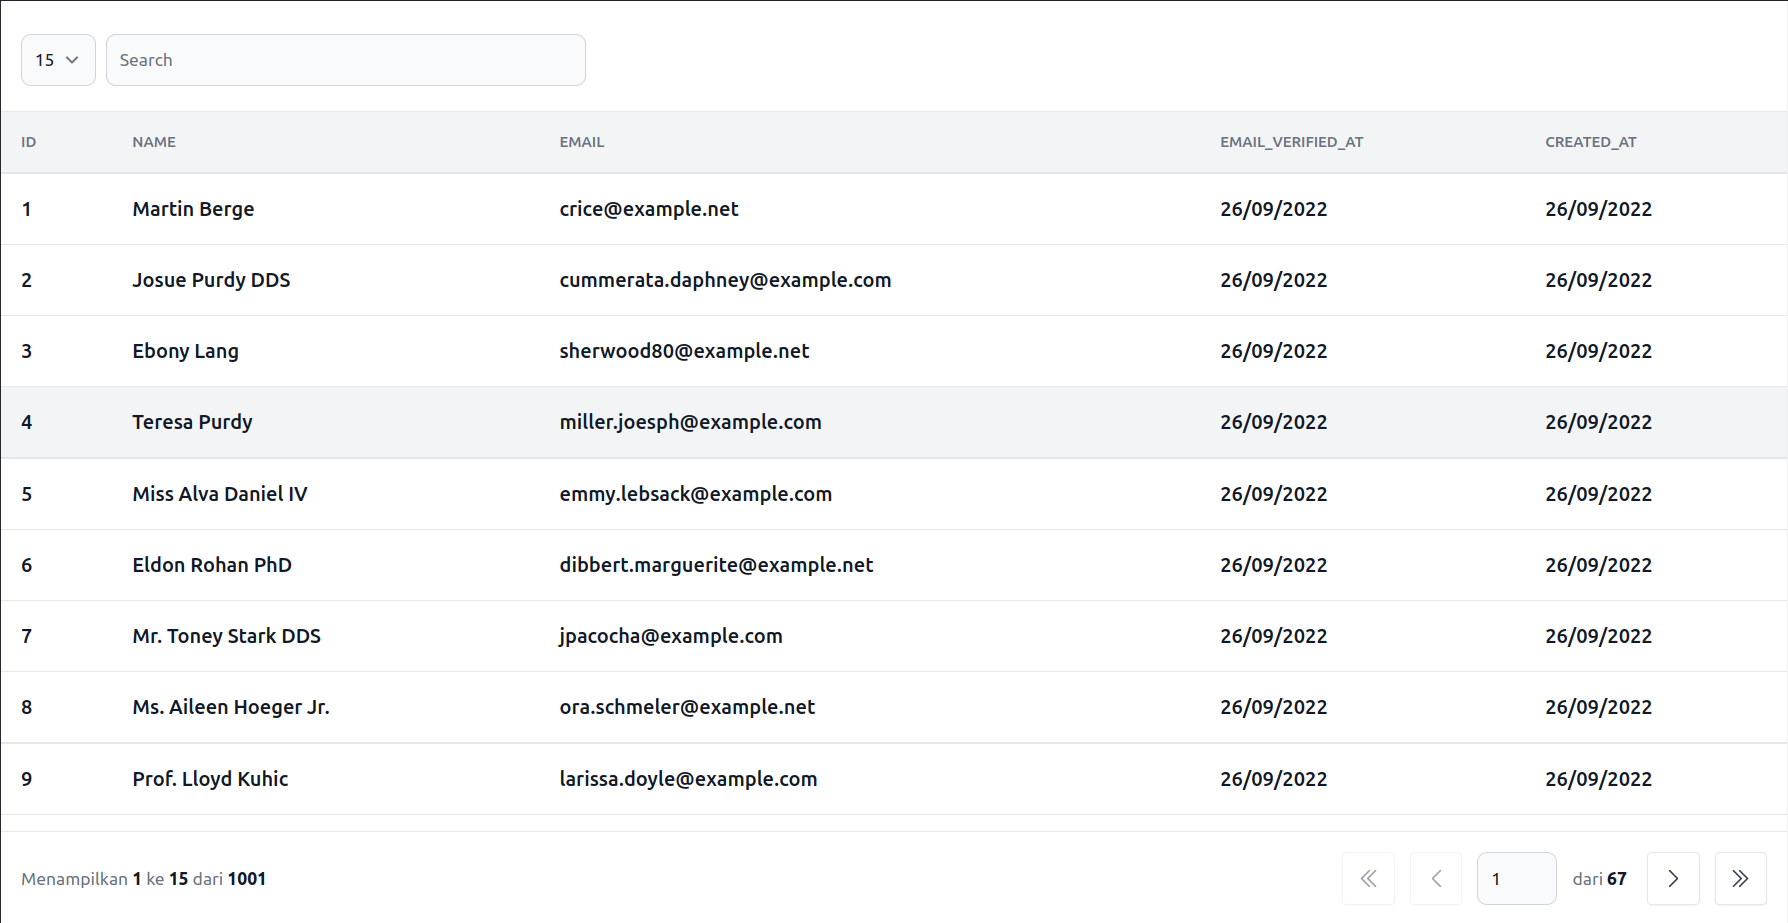 15 Search
ID NAME EMAIL EMAIL_VERIFIED_AT CREATED_AT
1 Martin Berge crice@example.net 26/09/2022 26/09/2022
2 Josue Purdy DDS cummerata.daphney@example.com 26/09/2022 26/09/2022
3 Ebony Lang sherwood80@example.net 26/09/2022 26/09/2022
4 Teresa Purdy miller.joesph@example.com 26/09/2022 26/09/2022
5 Miss Alva Daniel IV emmy.lebsack@example.com 26/09/2022 26/09/2022
6 Eldon Rohan PhD dibbert.marguerite@example.net 26/09/2022 26/09/2022
7 Mr. Toney Stark DDS jpacocha@example.com 26/09/2022 26/09/2022
8 Ms. Aileen Hoeger Jr. ora.schmeler@example.net 26/09/2022 26/09/2022
9 Prof. Lloyd Kuhic larissa.doyle@example.com 26/09/2022 26/09/2022
Menampilkan 1 ke 15 dari 1001 1 dari 67